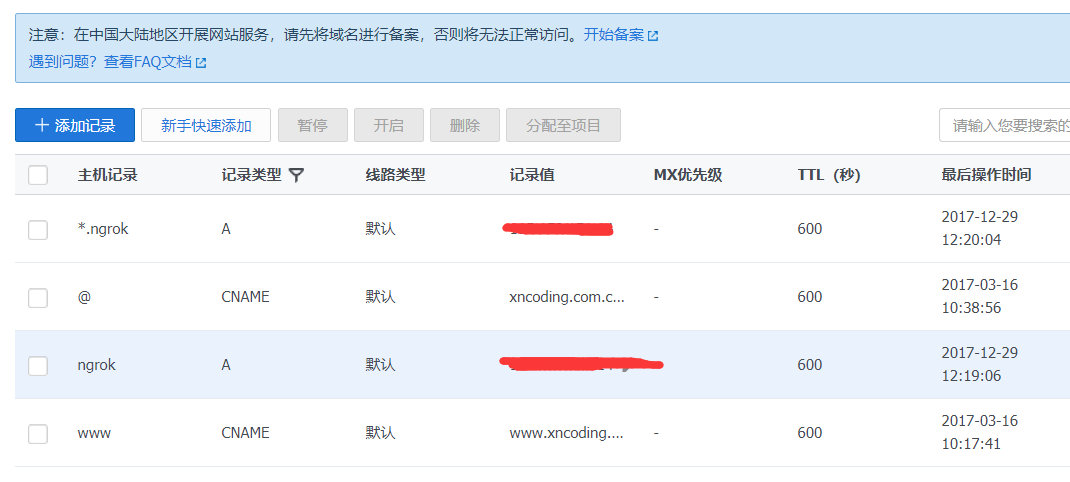 注意：在中国大陆地区开展网站服务，请先将域名进行备案，否则将无法正常访问。开始备案
遇到问题？查看FAQ文档
添加记录 新手快速添加 暂停 开启 删除 分配至项目 请输入您要搜索的
主机记录 记录类型 线路类型 记录值 MX优先级 TTL（秒） 最后操作时间
*.ngrok A 默认 - 600 2017-12-29
12:20:04
@ CNAME 默认 xncoding.com.c... - 600 2017-03-16
10:38:56
ngrok A 默认 - 600 2017-12-29
12:19:06
www CNAME 默认 www.xncoding.... - 600 2017-03-16
10:17:41